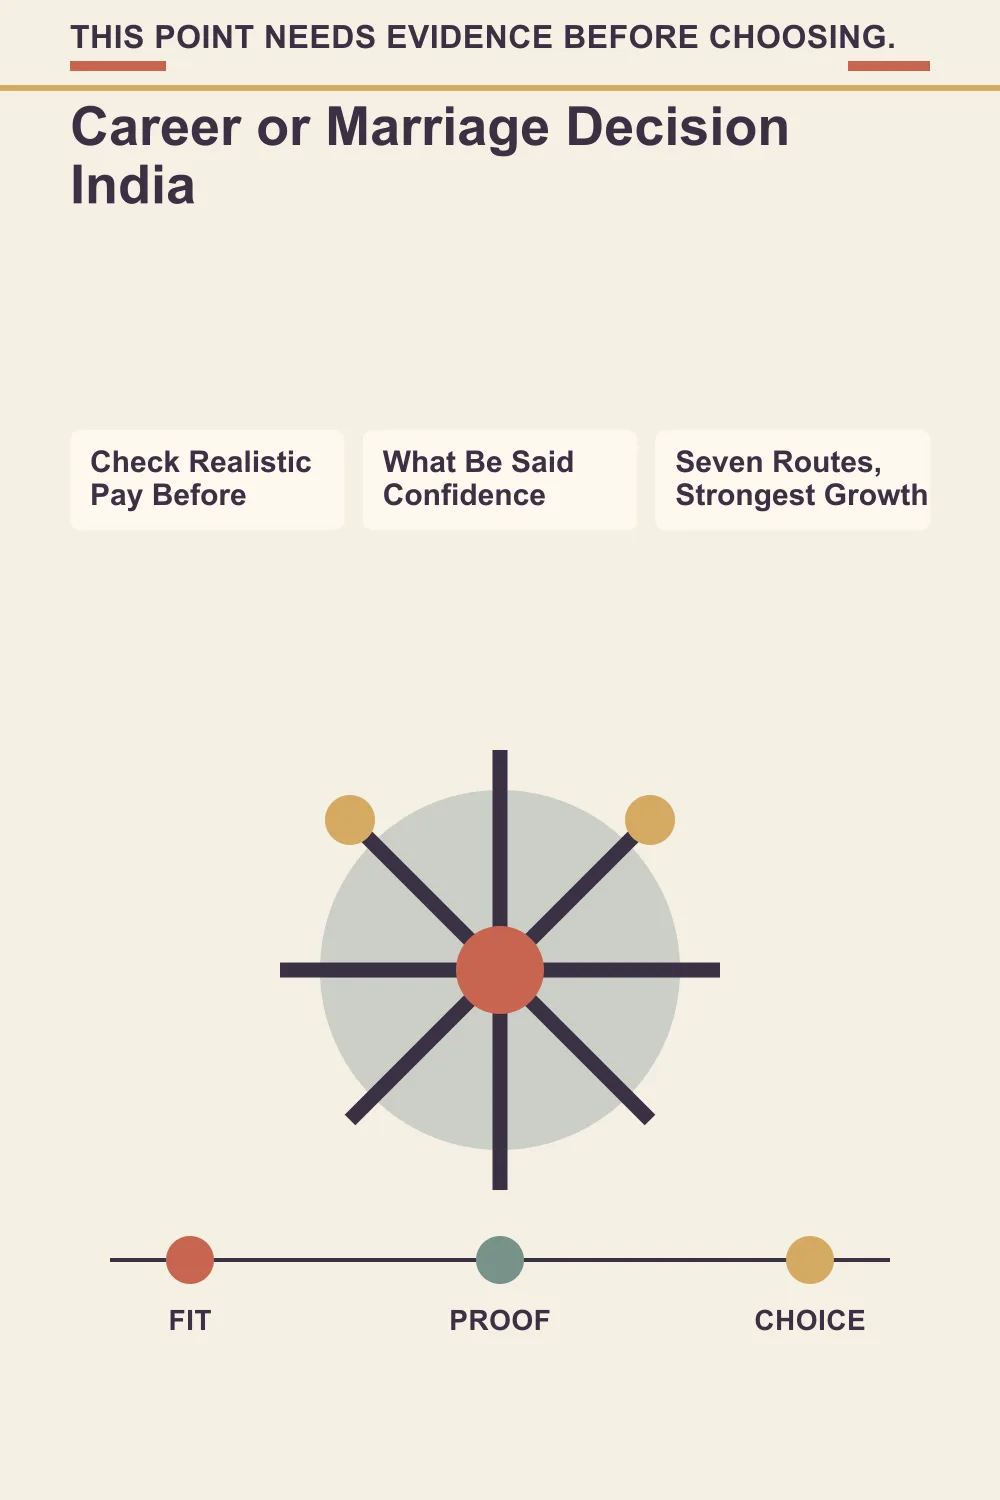 THIS POINT NEEDS EVIDENCE BEFORE CHOOSING.
Career or Marriage Decision
India
Check Realistic
Pay Before
What Be Said
Confidence
Seven Routes,
Strongest Growth
FIT
PROOF
CHOICE